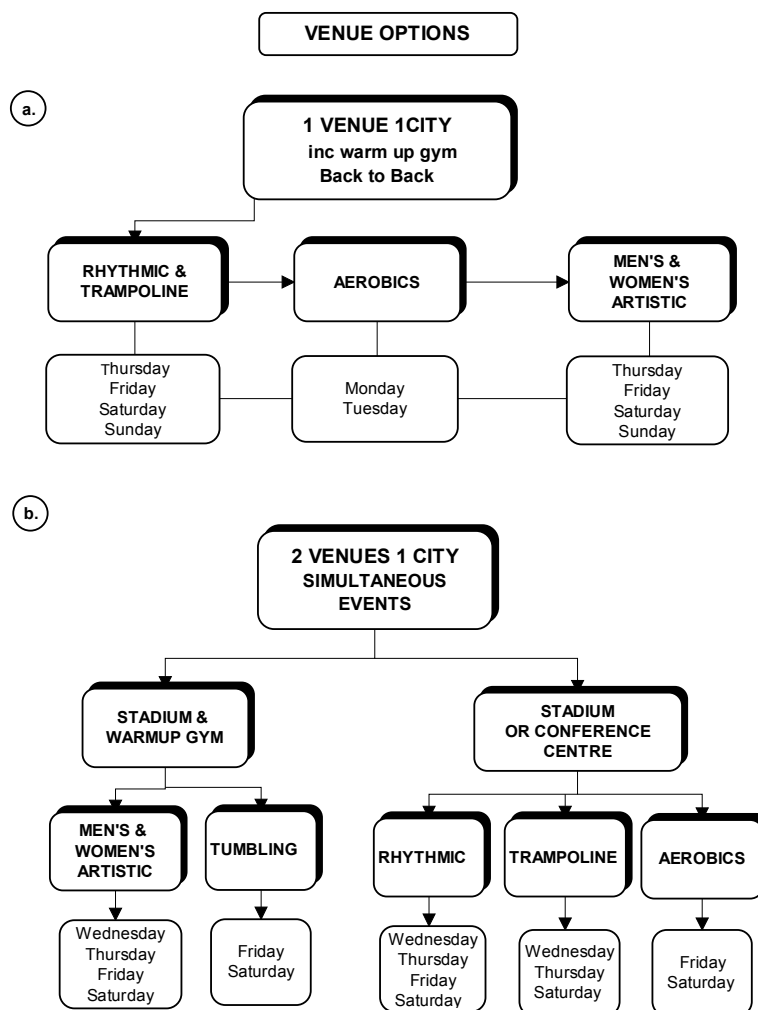 VENUE OPTIONS
a.
1 VENUE 1CITY
inc warm up gym
Back to Back
RHYTHMIC &
TRAMPOLINE
AEROBICS
MEN'S &
WOMEN'S
ARTISTIC
Thursday
Friday
Saturday
Sunday
Monday
Tuesday
Thursday
Friday
Saturday
Sunday
b.
2 VENUES 1 CITY
SIMULTANEOUS
EVENTS
STADIUM &
WARMUP GYM
STADIUM
OR CONFERENCE
CENTRE
MEN'S &
WOMEN'S
ARTISTIC
TUMBLING
RHYTHMIC
TRAMPOLINE
AEROBICS
Wednesday
Thursday
Friday
Saturday
Friday
Saturday
Wednesday
Thursday
Friday
Saturday
Wednesday
Thursday
Saturday
Friday
Saturday